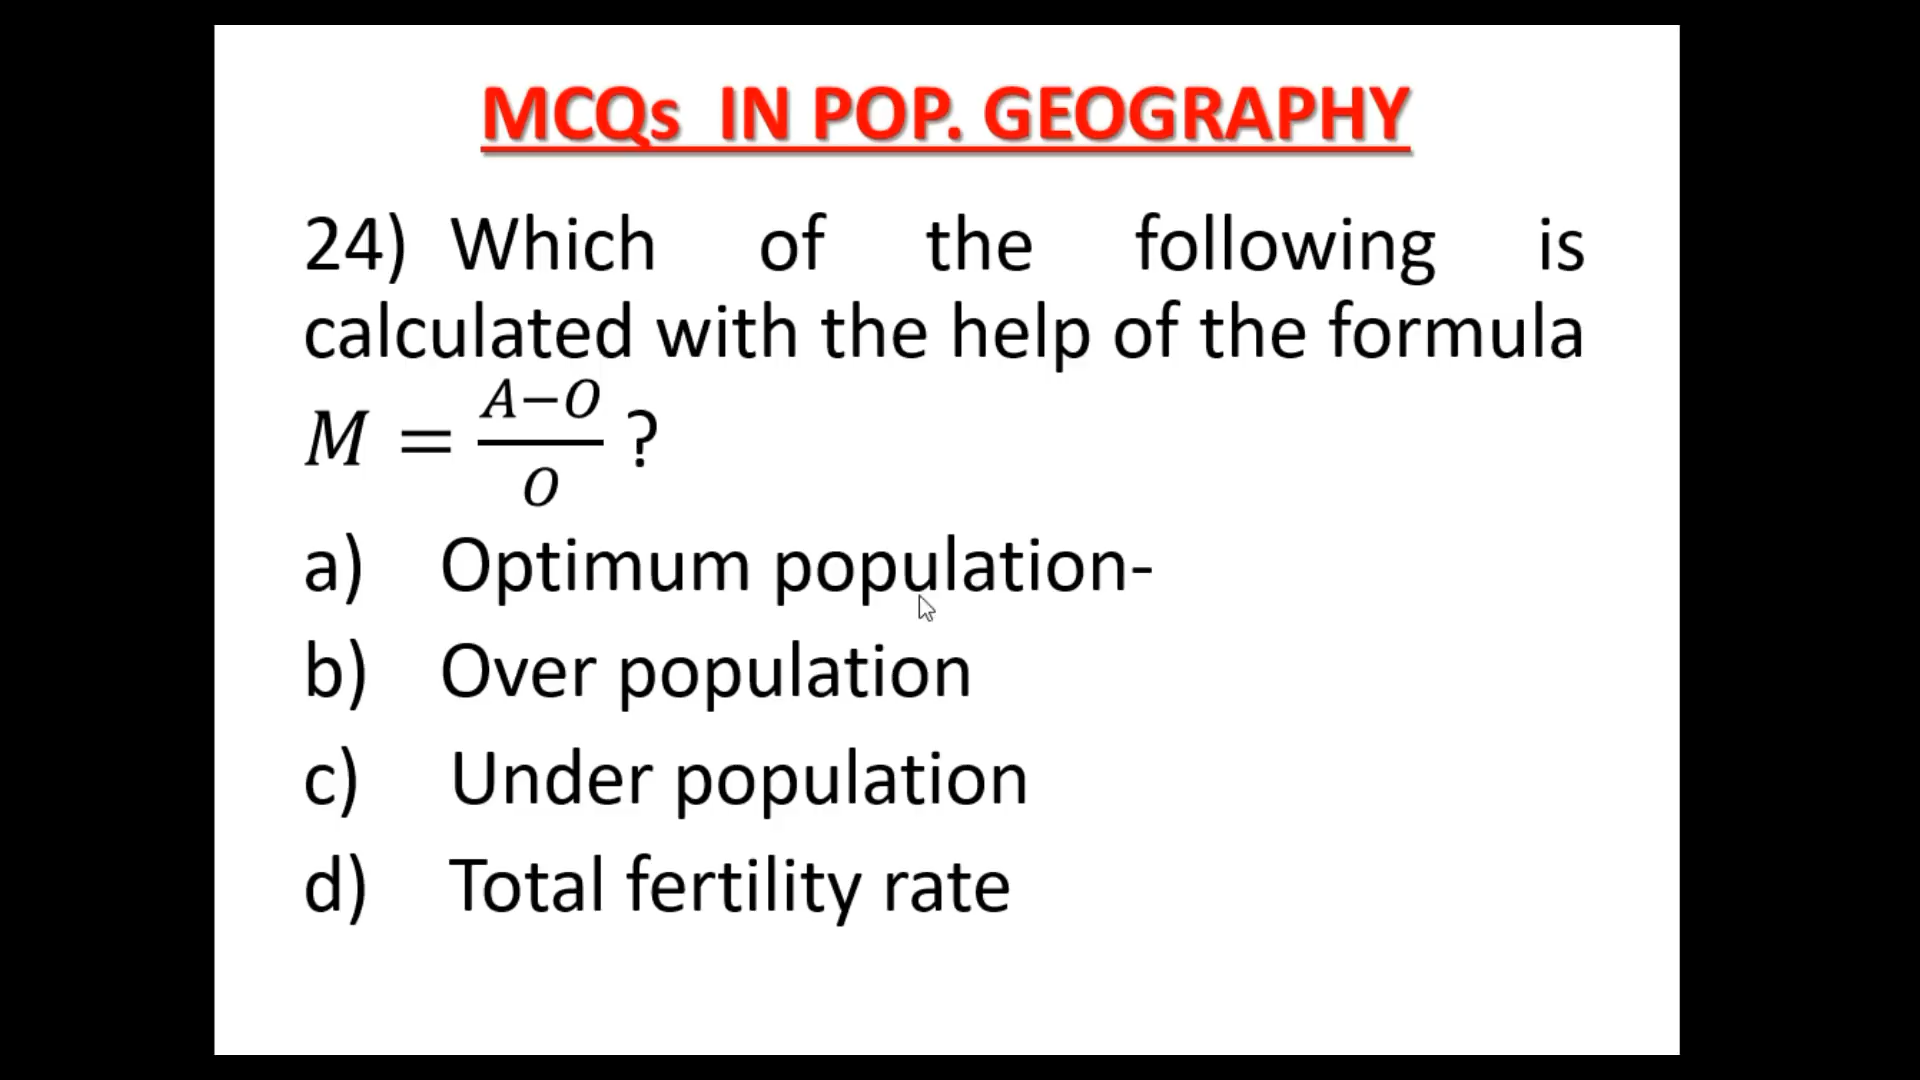 MCQs IN POP. GEOGRAPHY
24) Which of the following is
calculated with the help of the formula
M = A−O/O ?
a) Optimum population-
b) Over population
c) Under population
d) Total fertility rate